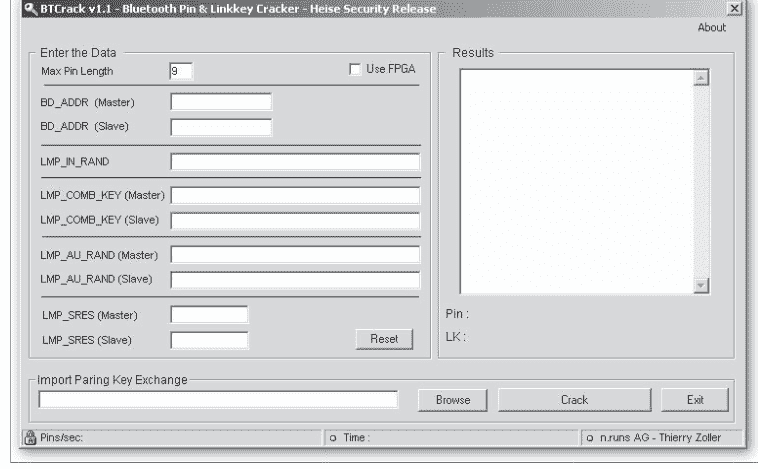 BTCrack v1.1 - Bluetooth Pin & Linkkey Cracker - Heise Security Release
About
Enter the Data
Max Pin Length 9 Use FPGA
BD_ADDR (Master)
BD_ADDR (Slave)
LMP_IN_RAND
LMP_COMB_KEY (Master)
LMP_COMB_KEY (Slave)
LMP_AU_RAND (Master)
LMP_AU_RAND (Slave)
LMP_SRES (Master)
LMP_SRES (Slave) Reset
Results
Pin :
LK :
Import Paring Key Exchange
Browse Crack Exit
Pins/sec: Time : n.runs AG - Thierry Zoller